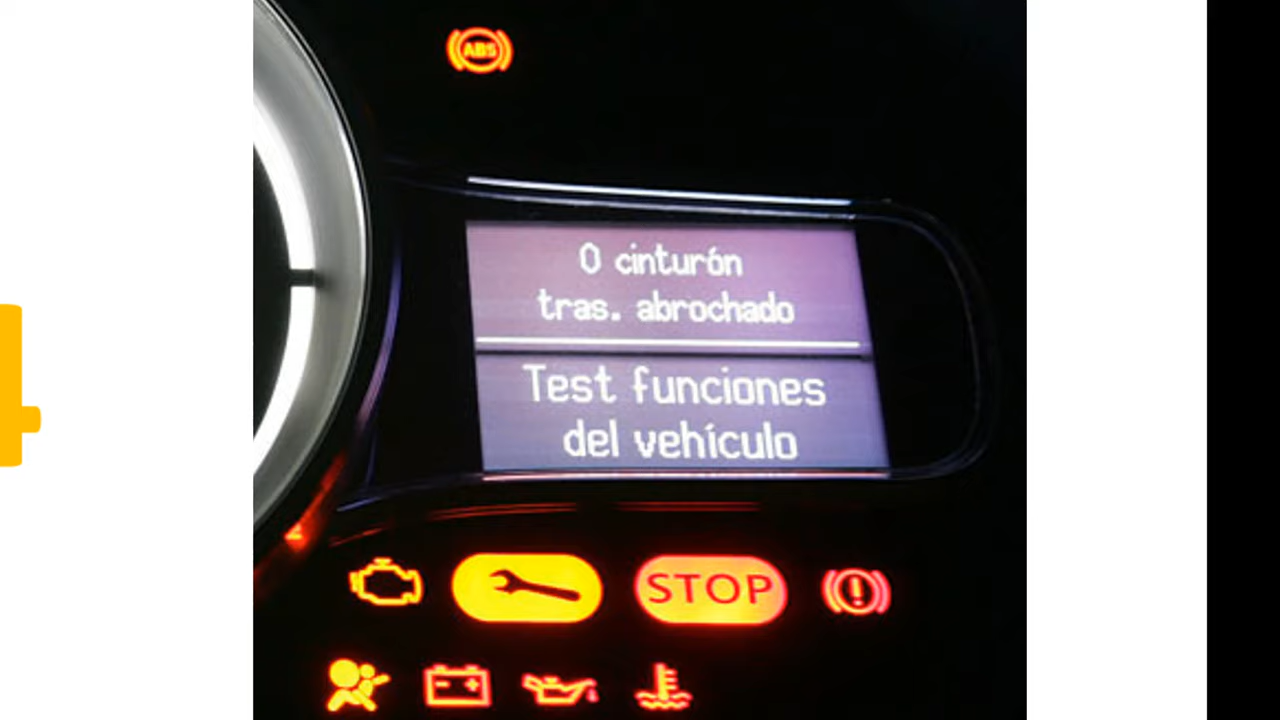 ABS
0 cinturón
tras. abrochado
Test funciones
del vehículo
STOP